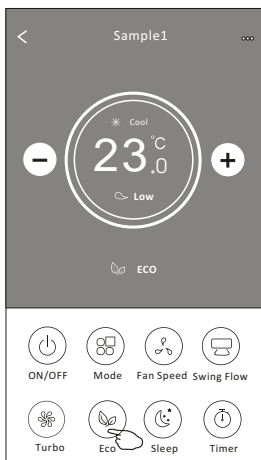 Sample1
Cool
23.0°C
Low
ECO
ON/OFF Mode Fan Speed Swing Flow
Turbo Eco Sleep Timer